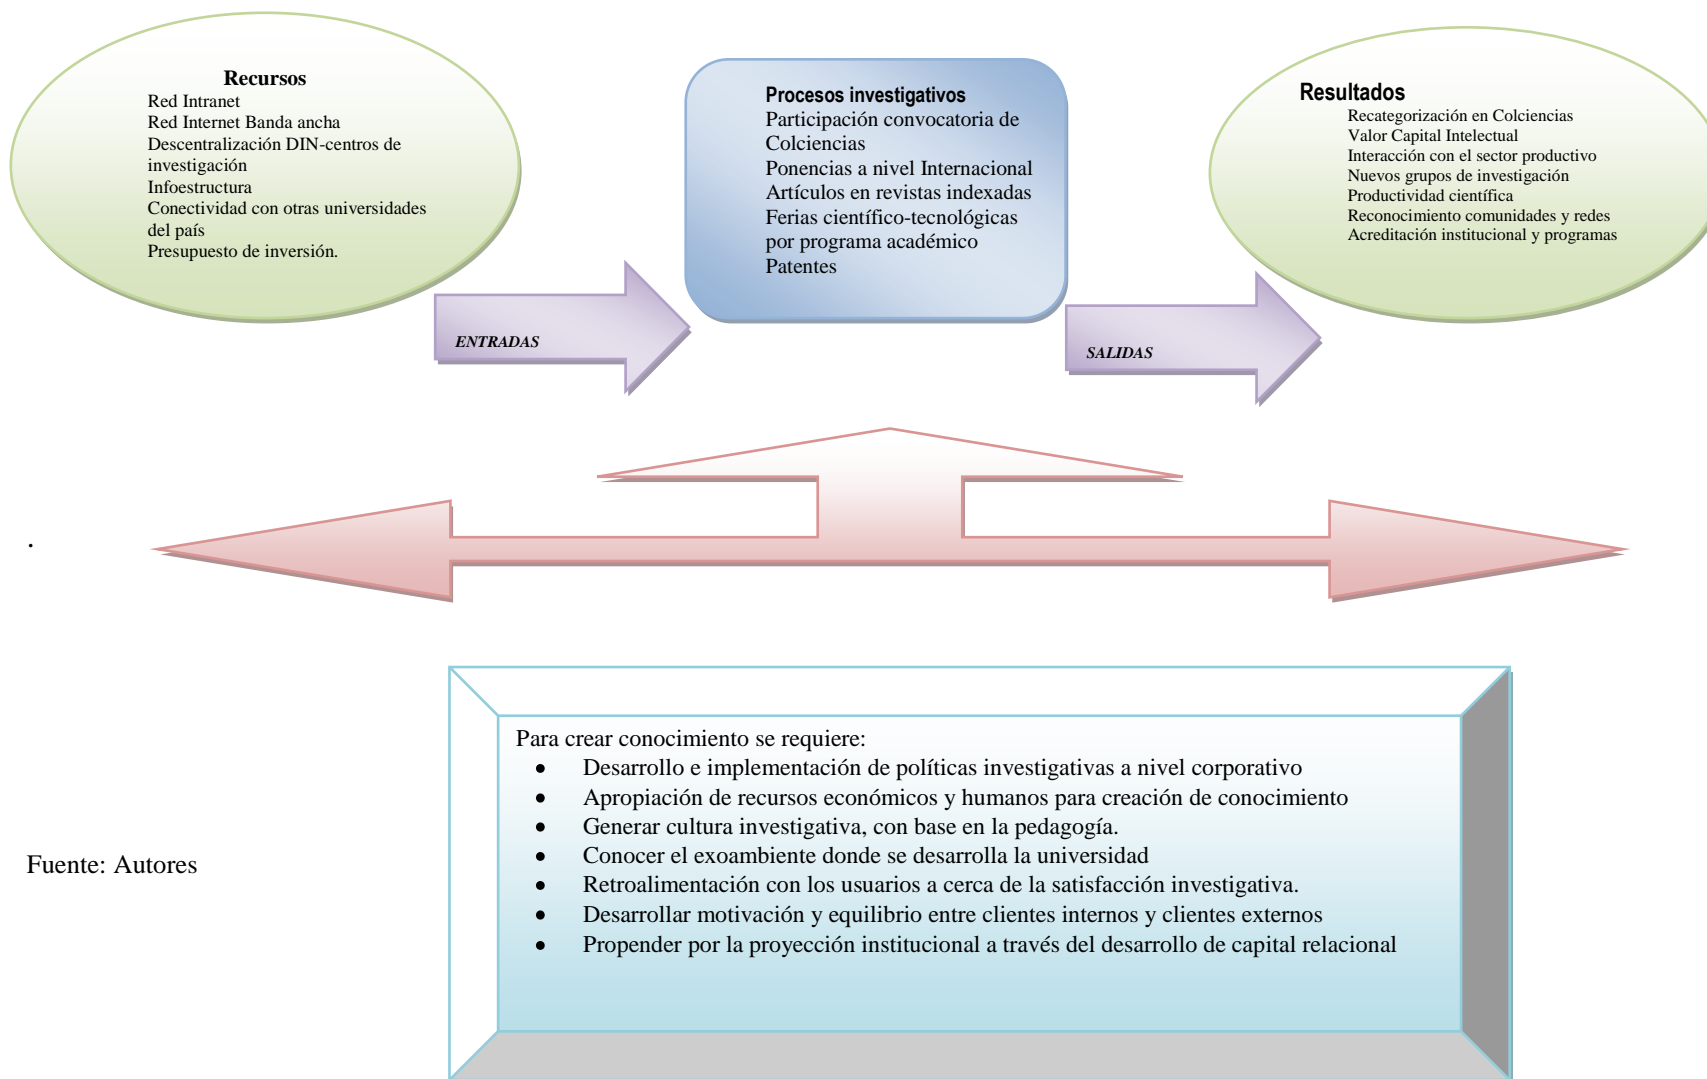 Recursos
Red Intranet
Red Internet Banda ancha
Descentralización DIN-centros de
investigación
Infoestructura
Conectividad con otras universidades
del país
Presupuesto de inversión.
ENTRADAS
Procesos investigativos
Participación convocatoria de
Colciencias
Ponencias a nivel Internacional
Artículos en revistas indexadas
Ferias científico-tecnológicas
por programa académico
Patentes
SALIDAS
Resultados
Recategorización en Colciencias
Valor Capital Intelectual
Interacción con el sector productivo
Nuevos grupos de investigación
Productividad científica
Reconocimiento comunidades y redes
Acreditación institucional y programas
.
Para crear conocimiento se requiere:
• Desarrollo e implementación de políticas investigativas a nivel corporativo
• Apropiación de recursos económicos y humanos para creación de conocimiento
• Generar cultura investigativa, con base en la pedagogía.
• Conocer el exoambiente donde se desarrolla la universidad
• Retroalimentación con los usuarios a cerca de la satisfacción investigativa.
• Desarrollar motivación y equilibrio entre clientes internos y clientes externos
• Propender por la proyección institucional a través del desarrollo de capital relacional
Fuente: Autores